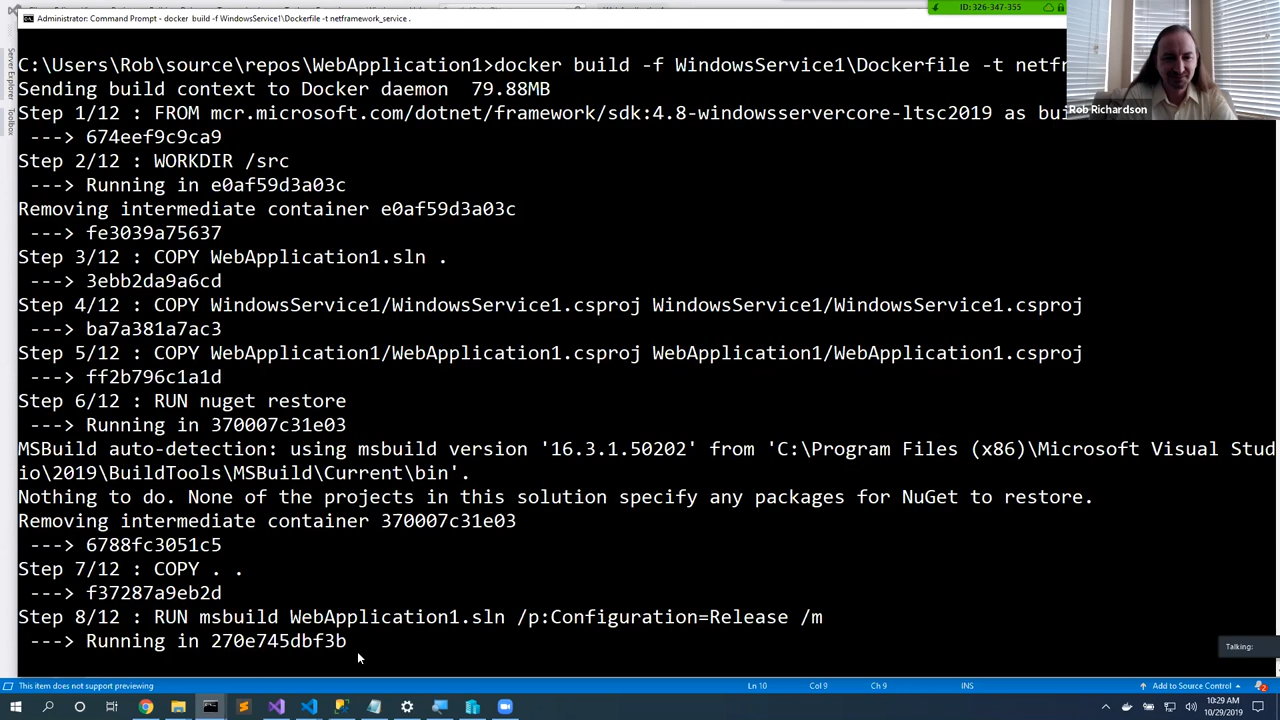 Administrator: Command Prompt - docker build -f WindowsService1\Dockerfile -t netframework_service .
ID: 326-347-355
Server Explorer
Toolbox
C:\Users\Rob\source\repos\WebApplication1>docker build -f WindowsService1\Dockerfile -t netfr
Sending build context to Docker daemon  79.88MB
Step 1/12 : FROM mcr.microsoft.com/dotnet/framework/sdk:4.8-windowsservercore-ltsc2019 as bui
Rob Richardson
---> 674eef9c9ca9
Step 2/12 : WORKDIR /src
---> Running in e0af59d3a03c
Removing intermediate container e0af59d3a03c
---> fe3039a75637
Step 3/12 : COPY WebApplication1.sln .
---> 3ebb2da9a6cd
Step 4/12 : COPY WindowsService1/WindowsService1.csproj WindowsService1/WindowsService1.csproj
---> ba7a381a7ac3
Step 5/12 : COPY WebApplication1/WebApplication1.csproj WebApplication1/WebApplication1.csproj
---> ff2b796c1a1d
Step 6/12 : RUN nuget restore
---> Running in 370007c31e03
MSBuild auto-detection: using msbuild version '16.3.1.50202' from 'C:\Program Files (x86)\Microsoft Visual Stud
io\2019\BuildTools\MSBuild\Current\bin'.
Nothing to do. None of the projects in this solution specify any packages for NuGet to restore.
Removing intermediate container 370007c31e03
---> 6788fc3051c5
Step 7/12 : COPY . .
---> f37287a9eb2d
Step 8/12 : RUN msbuild WebApplication1.sln /p:Configuration=Release /m
---> Running in 270e745dbf3b
Talking:
This item does not support previewing
Ln 10
Col 9
Ch 9
INS
Add to Source Control
2
10:29 AM
10/29/2019
2